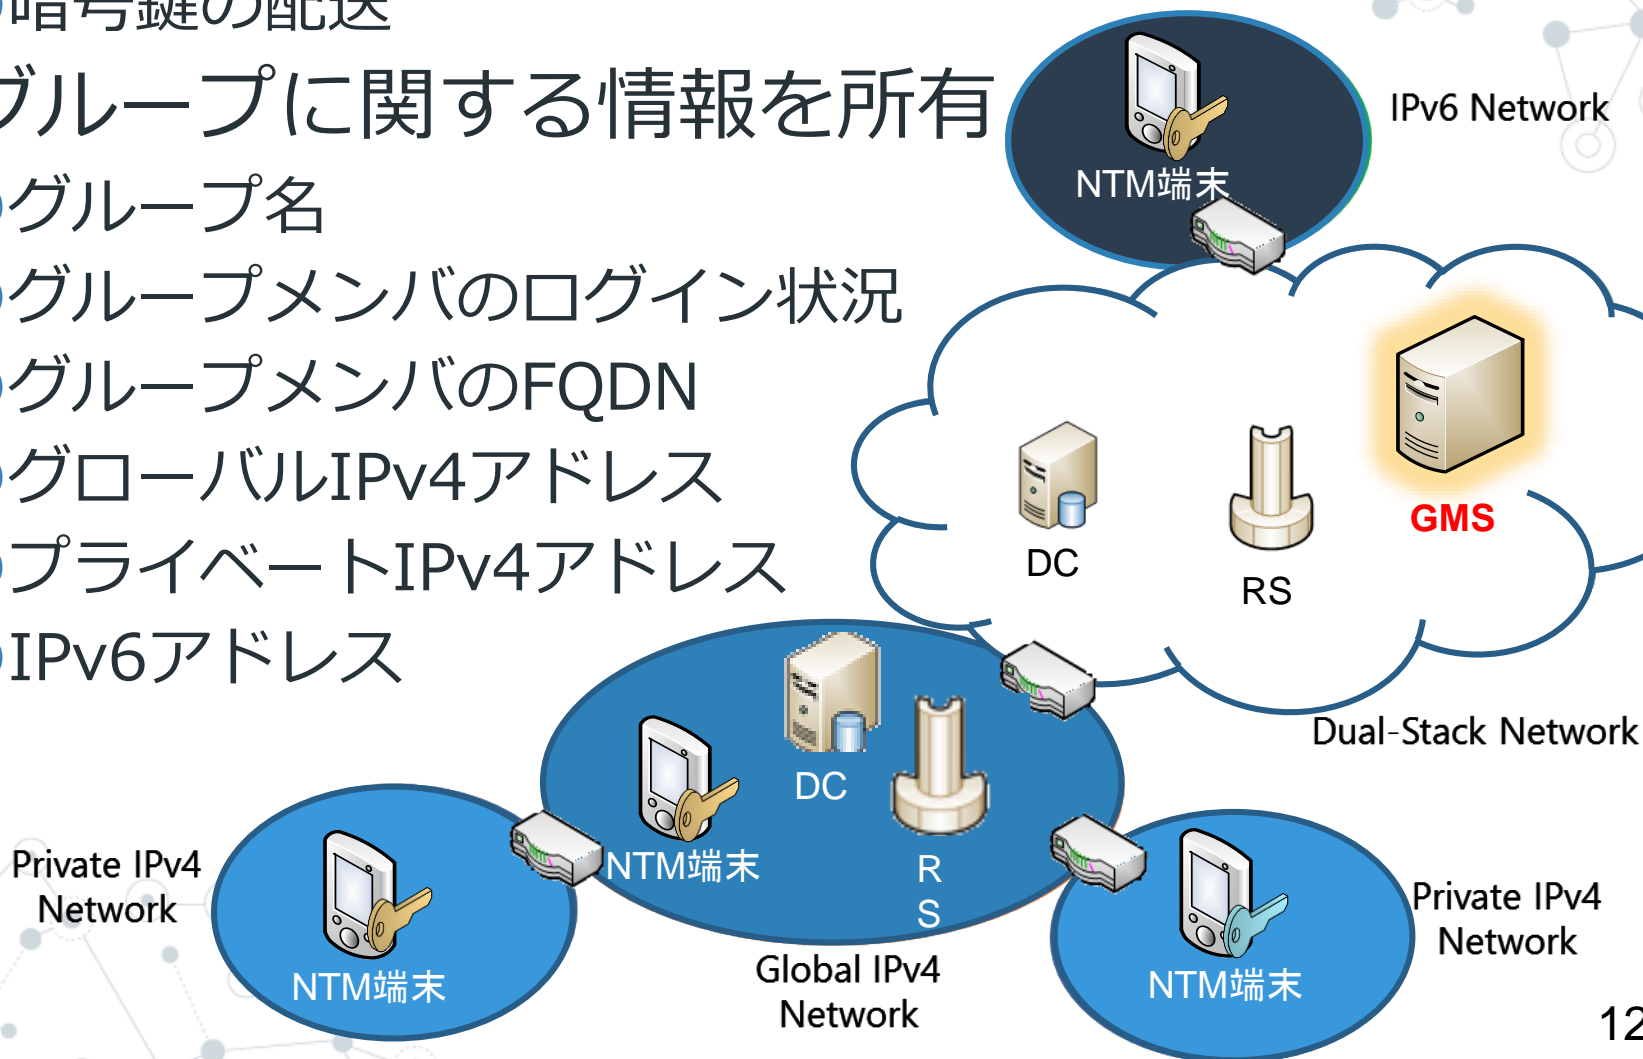 暗号鍵の配送
グループに関する情報を所有
グループ名
グループメンバのログイン状況
グループメンバのFQDN
グローバルIPv4アドレス
プライベートIPv4アドレス
IPv6アドレス
NTM端末
IPv6 Network
DC
RS
GMS
Dual-Stack Network
DC
R
S
NTM端末
Private IPv4
Network
NTM端末
Global IPv4
Network
NTM端末
Private IPv4
Network
12